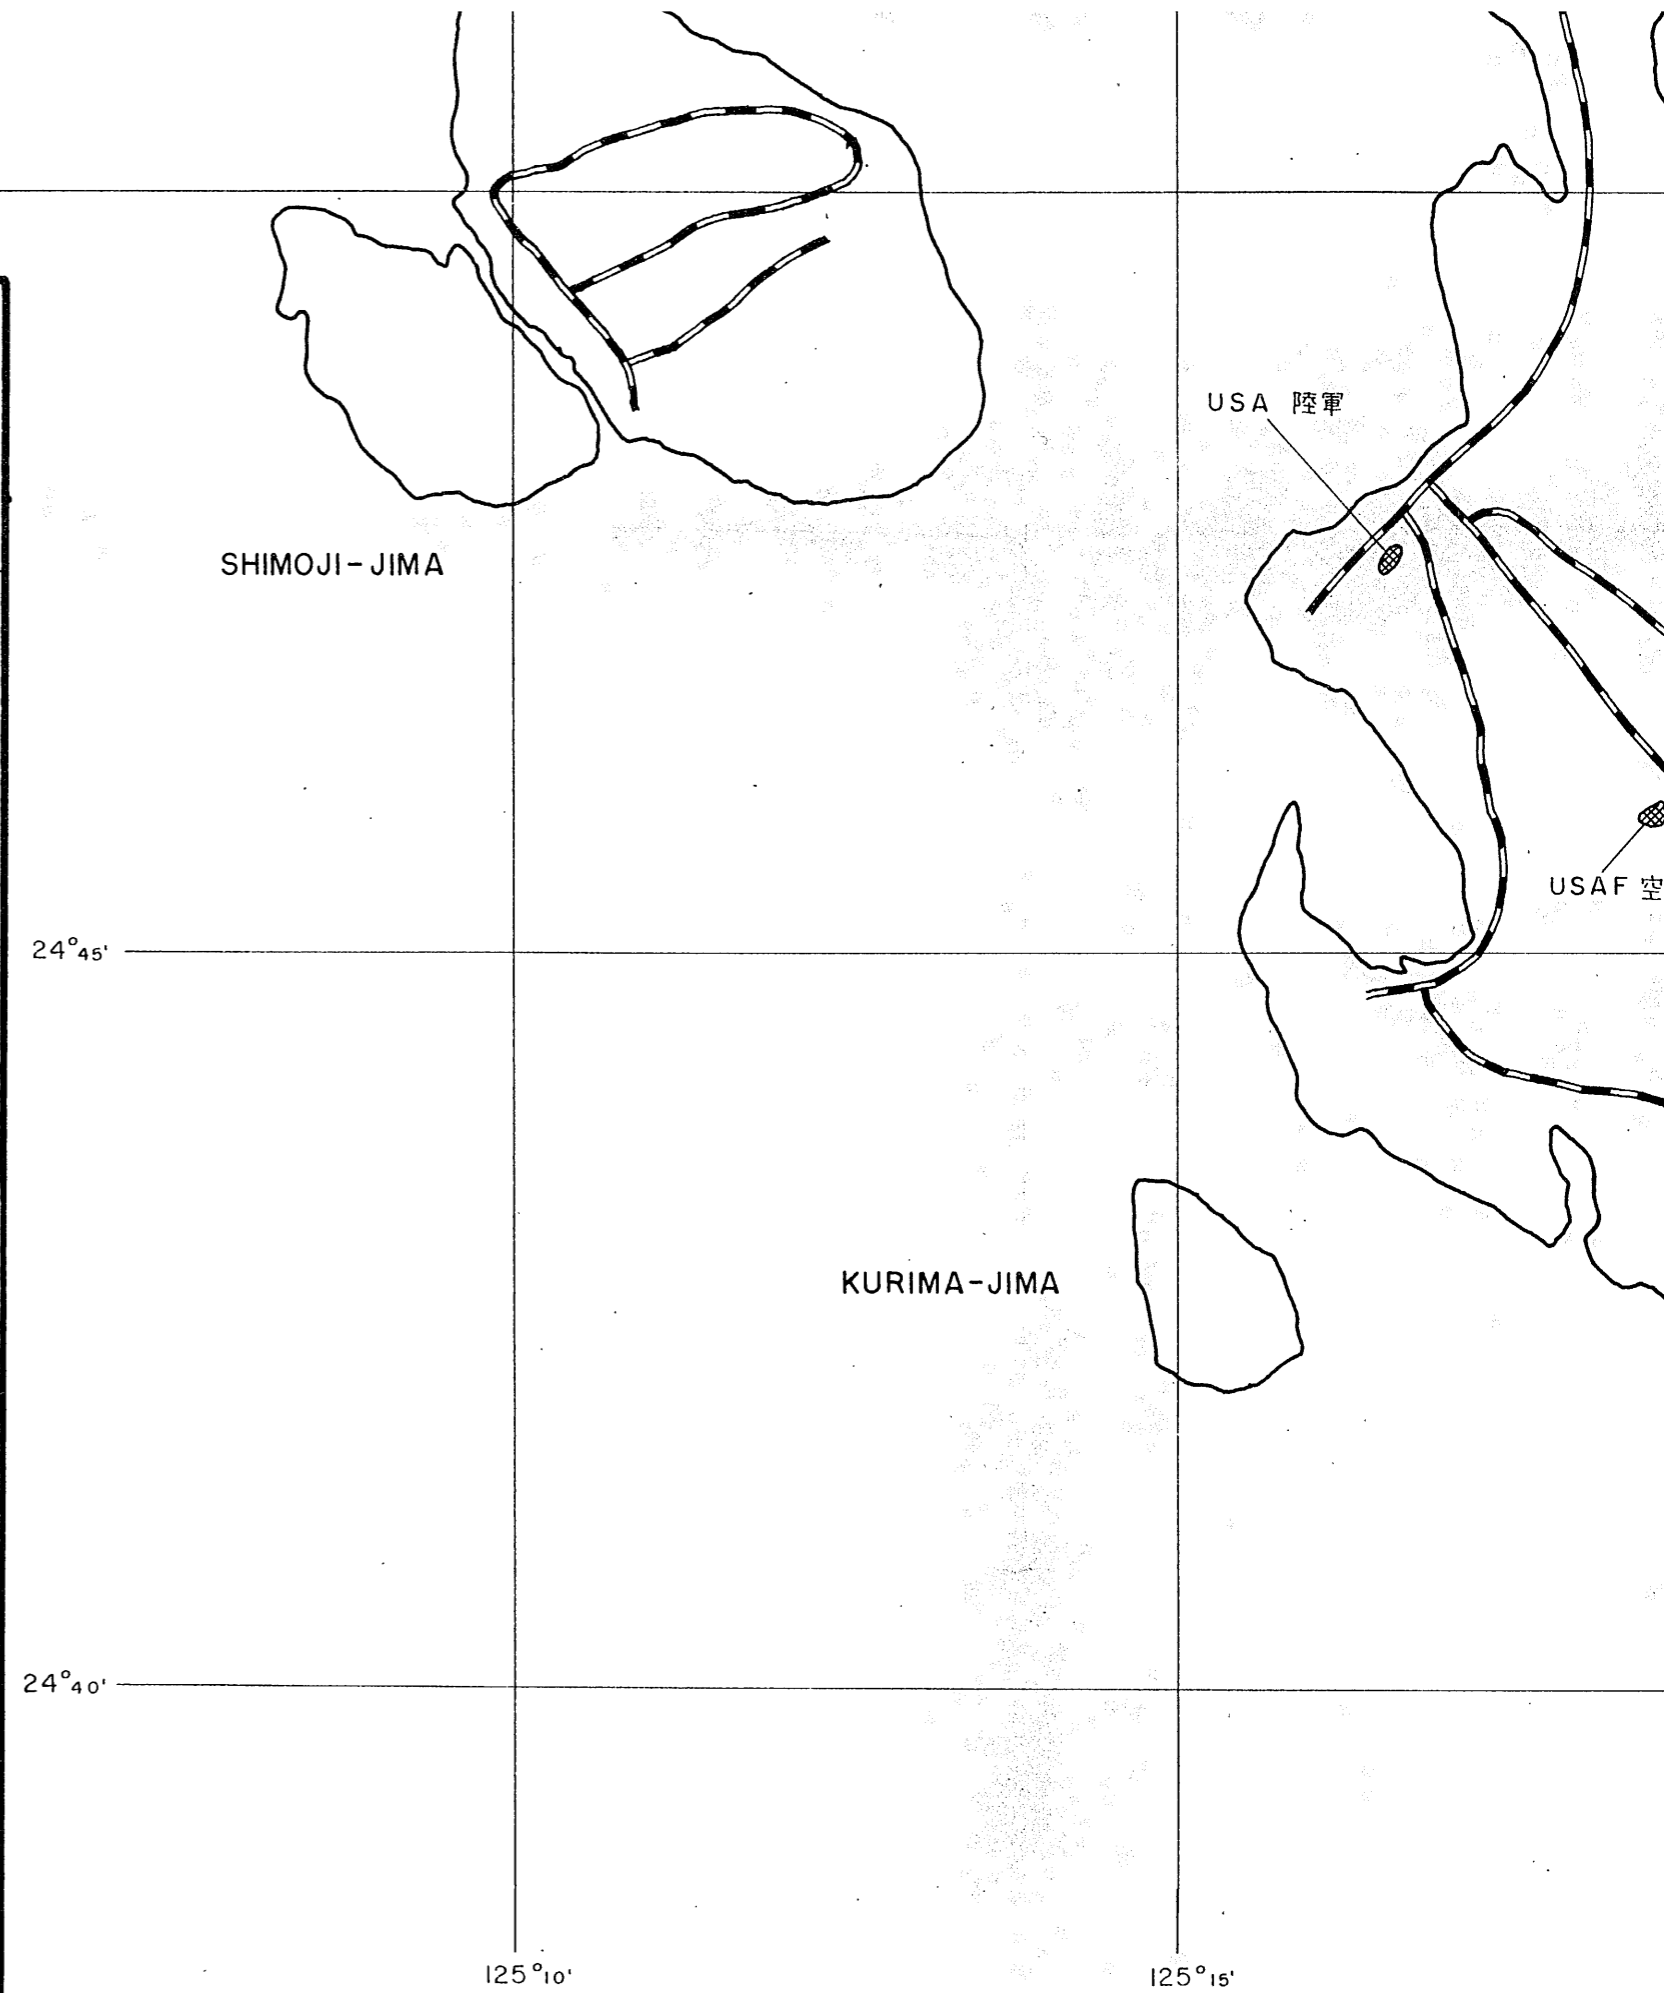 USA 陸軍
SHIMOJI-JIMA
USAF 空
24°45'
KURIMA-JIMA
24°40'
125°10'
125°15'